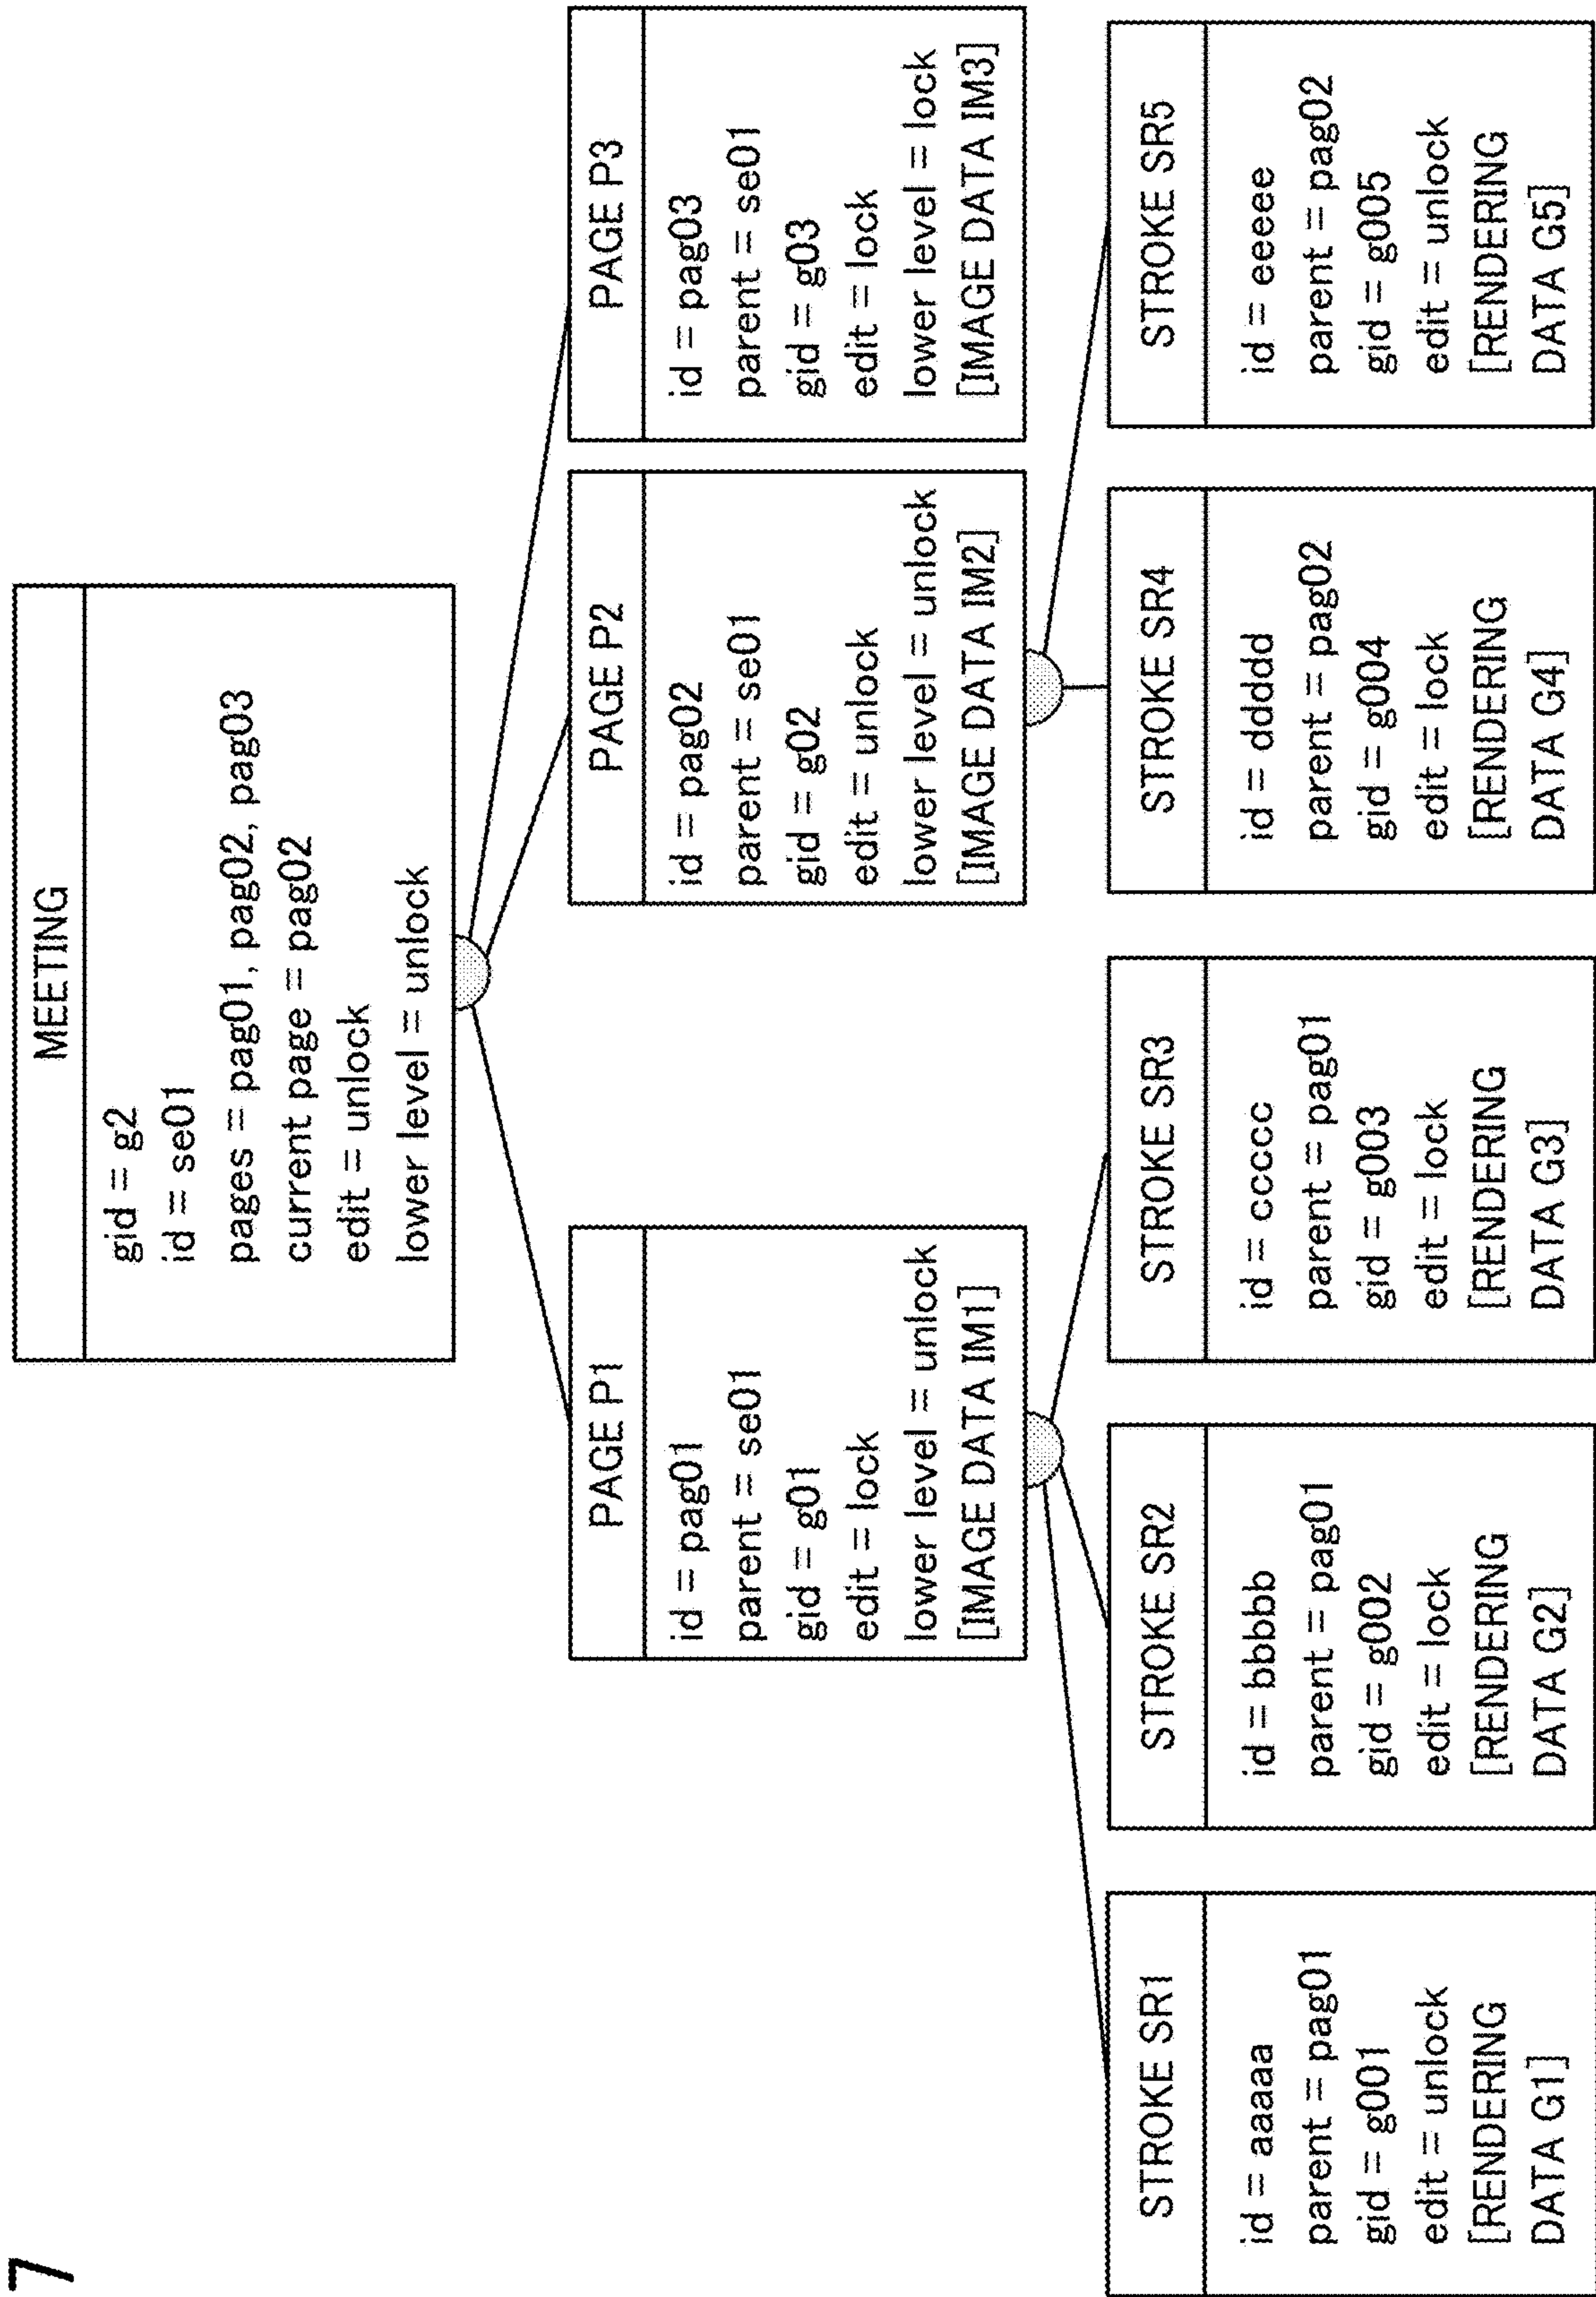 7
MEETING
gid = g2
id = se01
pages = pag01, pag02, pag03
current page = pag02
edit = unlock
lower level = unlock
PAGE P1
id = pag01
parent = se01
gid = g01
edit = lock
lower level = unlock
[IMAGE DATA IM1]
PAGE P2
id = pag02
parent = se01
gid = g02
edit = unlock
lower level = unlock
[IMAGE DATA IM2]
PAGE P3
id = pag03
parent = se01
gid = g03
edit = lock
lower level = lock
[IMAGE DATA IM3]
STROKE SR1
id = aaaaa
parent = pag01
gid = g001
edit = unlock
[RENDERING
DATA G1]
STROKE SR2
id = bbbbb
parent = pag01
gid = g002
edit = lock
[RENDERING
DATA G2]
STROKE SR3
id = ccccc
parent = pag01
gid = g003
edit = lock
[RENDERING
DATA G3]
STROKE SR4
id = ddddd
parent = pag02
gid = g004
edit = lock
[RENDERING
DATA G4]
STROKE SR5
id = eeeee
parent = pag02
gid = g005
edit = unlock
[RENDERING
DATA G5]